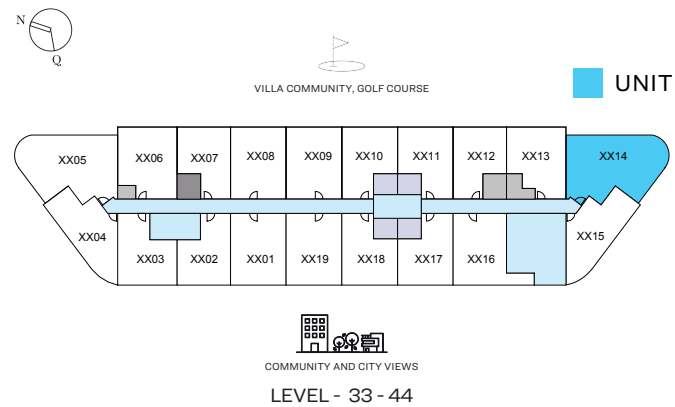 N
Q
VILLA COMMUNITY, GOLF COURSE
UNIT
XX05
XX06
XX07
XX08
XX09
XX10
XX11
XX12
XX13
XX14
XX04
XX03
XX02
XX01
XX19
XX18
XX17
XX16
XX15
COMMUNITY AND CITY VIEWS
LEVEL - 33 - 44